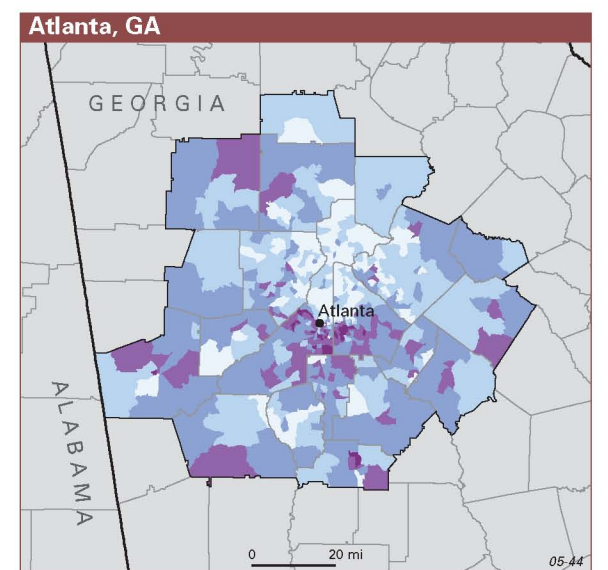 Atlanta, GA
GEORGIA
Atlanta
ALABAMA
0 20 mi
05-44